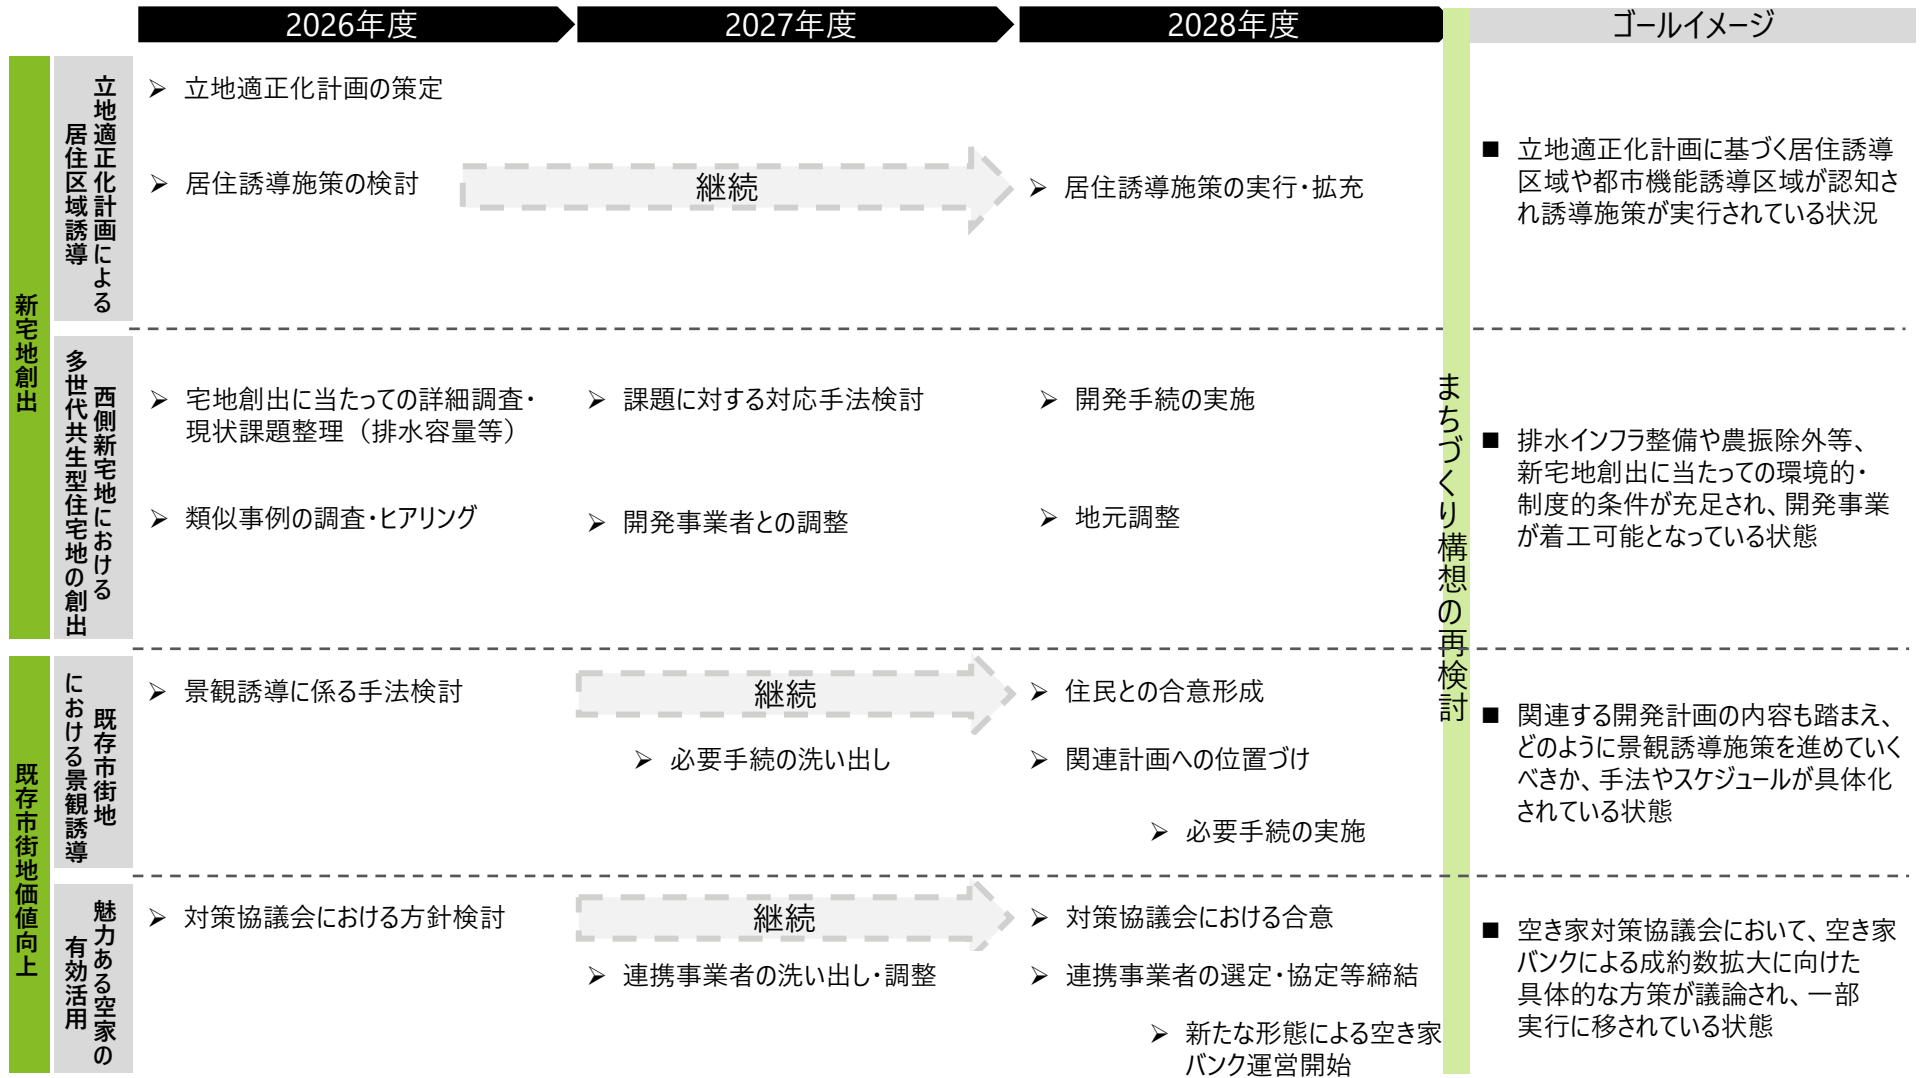 2026年度
2027年度
2028年度
ゴールイメージ
新宅地創出
立地適正化計画による
居住区域誘導
➢ 立地適正化計画の策定
➢ 居住誘導施策の検討
継続
➢ 居住誘導施策の実行・拡充
■ 立地適正化計画に基づく居住誘導
区域や都市機能誘導区域が認知さ
れ誘導施策が実行されている状況
西側新宅地における
多世代共生型住宅地の創出
➢ 宅地創出に当たっての詳細調査・
現状課題整理（排水容量等）
➢ 類似事例の調査・ヒアリング
➢ 課題に対する対応手法検討
➢ 開発事業者との調整
➢ 開発手続の実施
➢ 地元調整
■ 排水インフラ整備や農振除外等、
新宅地創出に当たっての環境的・
制度的条件が充足され、開発事業
が着工可能となっている状態
まちづくり構想の再検討
既存市街地価値向上
既存市街地
における景観誘導
➢ 景観誘導に係る手法検討
継続
➢ 必要手続の洗い出し
➢ 住民との合意形成
➢ 関連計画への位置づけ
➢ 必要手続の実施
■ 関連する開発計画の内容も踏まえ、
どのように景観誘導施策を進めていく
べきか、手法やスケジュールが具体化
されている状態
魅力ある空家の
有効活用
➢ 対策協議会における方針検討
継続
➢ 連携事業者の洗い出し・調整
➢ 対策協議会における合意
➢ 連携事業者の選定・協定等締結
➢ 新たな形態による空き家
バンク運営開始
■ 空き家対策協議会において、空き家
バンクによる成約数拡大に向けた
具体的な方策が議論され、一部
実行に移されている状態